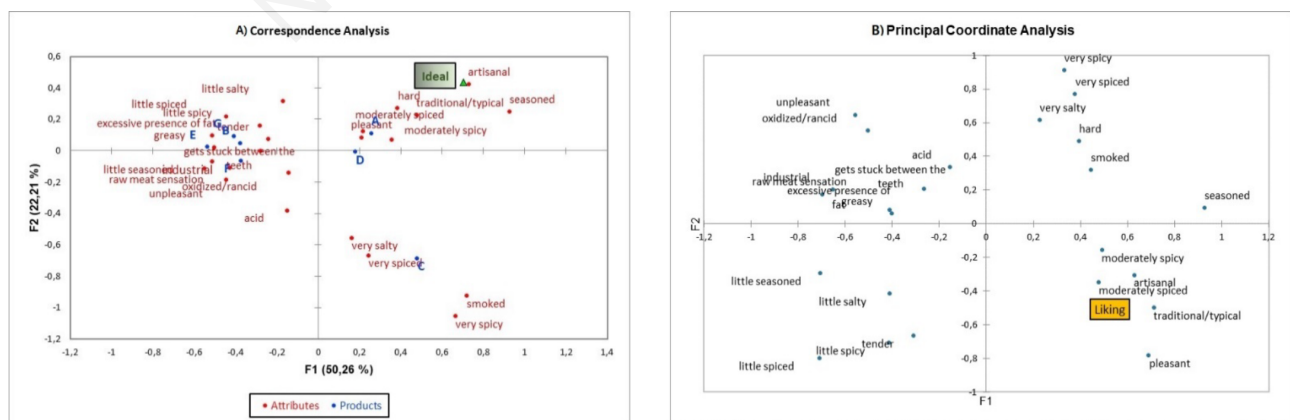 A) Correspondence Analysis
0,6
0,4
0,2
0
-0,2
-0,4
-0,6
-0,8
-1
-1,2
F2 (22,21 %)
-1,2
-1
-0,8
-0,6
-0,4
-0,2
0
0,2
0,4
0,6
0,8
1
1,2
1,4
F1 (50,26 %)
Ideal
artisanal
little salty
hard
traditional/typical
seasoned
little spiced
little spicy
moderately spiced
excessive presence of fat
G
tender
pleasant
A
moderately spicy
greasy
E
B
D
gets stuck between the
teeth
little seasoned
industrial
F
raw meat sensation
oxidized/rancid
unpleasant
acid
very salty
very spiced
C
smoked
very spicy
Attributes
Products
B) Principal Coordinate Analysis
1
0,8
0,6
0,4
0,2
0
-0,2
-0,4
-0,6
-0,8
-1
F2
-1,2
-1
-0,8
-0,6
-0,4
-0,2
0
0,2
0,4
0,6
0,8
1
1,2
F1
very spicy
very spiced
very salty
unpleasant
oxidized/rancid
hard
acid
smoked
gets stuck between the
teeth
industrial
raw meat sensation
excessive presence of
fat
greasy
seasoned
moderately spicy
little seasoned
artisanal
moderately spiced
little salty
Liking
traditional/typical
little spicy
tender
little spiced
pleasant